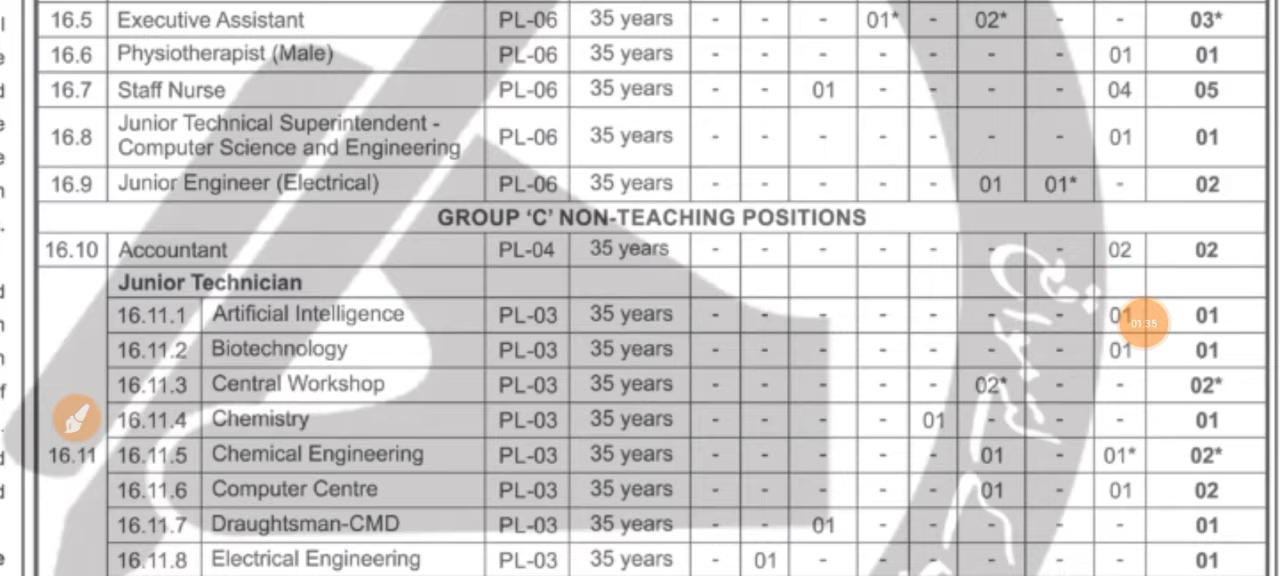 16.5 Executive Assistant PL-06 35 years - - - 01* - 02* - - 03*
16.6 Physiotherapist (Male) PL-06 35 years - - - - - - - 01 01
16.7 Staff Nurse PL-06 35 years - - 01 - - - - 04 05
16.8 Junior Technical Superintendent -
Computer Science and Engineering PL-06 35 years - - - - - - - 01 01
16.9 Junior Engineer (Electrical) PL-06 35 years - - - - - 01 01* - 02
GROUP ‘C’ NON-TEACHING POSITIONS
16.10 Accountant PL-04 35 years - - - - - - - 02 02
Junior Technician
16.11
16.11.1 Artificial Intelligence PL-03 35 years - - - - - - - 01 01
01:35
16.11.2 Biotechnology PL-03 35 years - - - - - - - 01 01
16.11.3 Central Workshop PL-03 35 years - - - - - 02* - - 02*
16.11.4 Chemistry PL-03 35 years - - - - 01 - - - 01
16.11.5 Chemical Engineering PL-03 35 years - - - - - 01 - 01* 02*
16.11.6 Computer Centre PL-03 35 years - - - - - 01 - 01 02
16.11.7 Draughtsman-CMD PL-03 35 years - - 01 - - - - - 01
16.11.8 Electrical Engineering PL-03 35 years - 01 - - - - - - 01